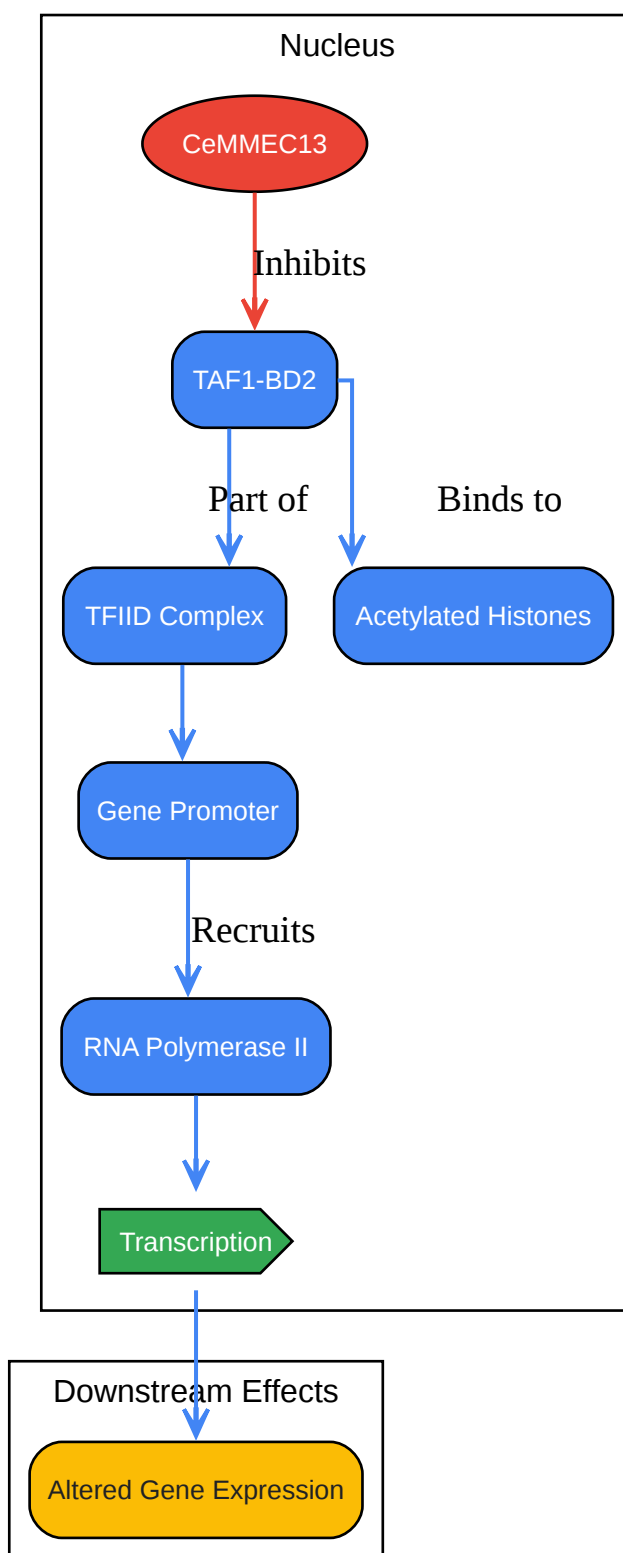 Nucleus
CeMMEC13
Inhibits
TAF1-BD2
Part of
Binds to
TFIID Complex
Acetylated Histones
Gene Promoter
Recruits
RNA Polymerase II
Transcription
Downstream Effects
Altered Gene Expression